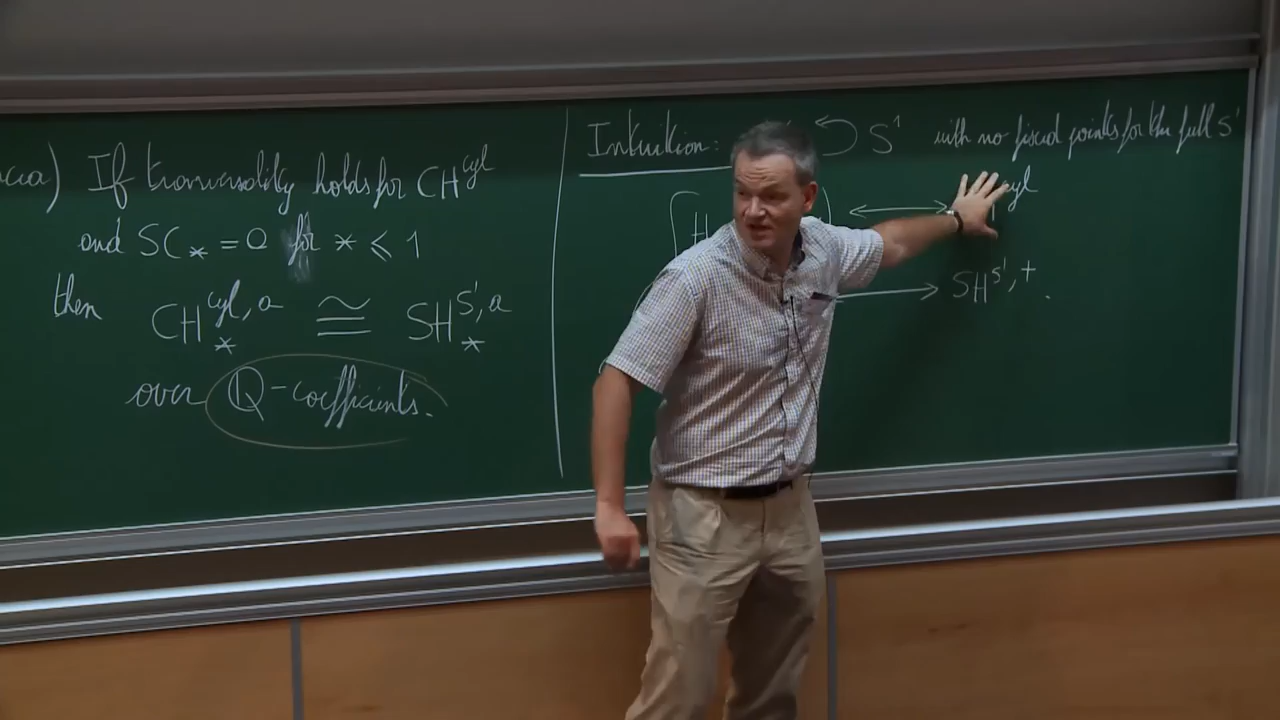 cia) If transversality holds for CH^cyl
and SC_* = 0 for * ⩽ 1
then CH_*^{cyl, a} ≅ SH_*^{S¹, a}
over ℚ-coefficients.
Intuition: S¹ with no fixed points for the full S¹
H ⟷ cyl
⟷ SH^{S¹, +}.